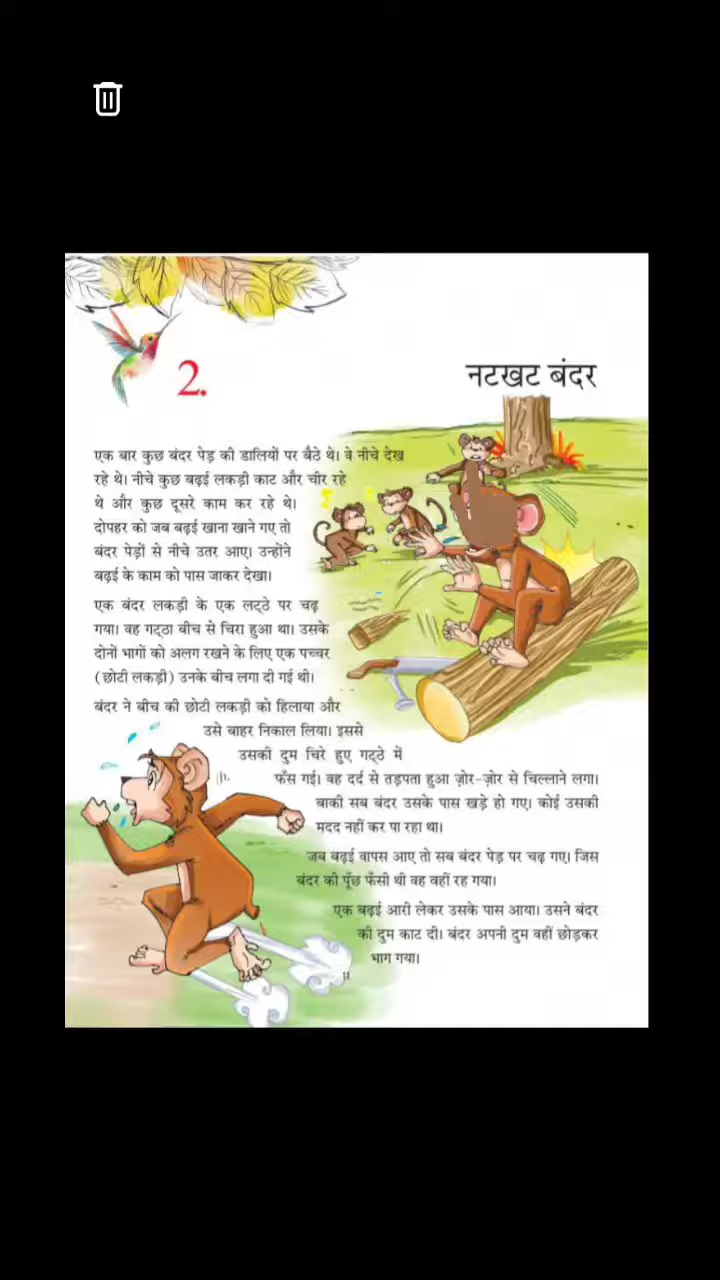 2.
नटखट बंदर
एक बार कुछ बंदर पेड़ की डालियों पर बैठे थे। वे नीचे देख
रहे थे। नीचे कुछ बढ़ई लकड़ी काट और चीर रहे
थे और कुछ दूसरे काम कर रहे थे।
दोपहर को जब बढ़ई खाना खाने गए तो
बंदर पेड़ों से नीचे उतर आए। उन्होंने
बढ़ई के काम को पास जाकर देखा।
एक बंदर लकड़ी के एक लट्ठे पर चढ़
गया। वह गट्ठा बीच से चिरा हुआ था। उसके
दोनों भागों को अलग रखने के लिए एक पच्चर
(छोटी लकड़ी) उनके बीच लगा दी गई थी।
बंदर ने बीच की छोटी लकड़ी को हिलाया और
उसे बाहर निकाल लिया। इससे
उसकी दुम चिरे हुए गट्ठे में
फँस गई। वह दर्द से तड़पता हुआ ज़ोर-ज़ोर से चिल्लाने लगा।
बाकी सब बंदर उसके पास खड़े हो गए। कोई उसकी
मदद नहीं कर पा रहा था।
जब बढ़ई वापस आए तो सब बंदर पेड़ पर चढ़ गए। जिस
बंदर की पूँछ फँसी थी वह वहीं रह गया।
एक बढ़ई आरी लेकर उसके पास आया। उसने बंदर
की दुम काट दी। बंदर अपनी दुम वहीं छोड़कर
भाग गया।